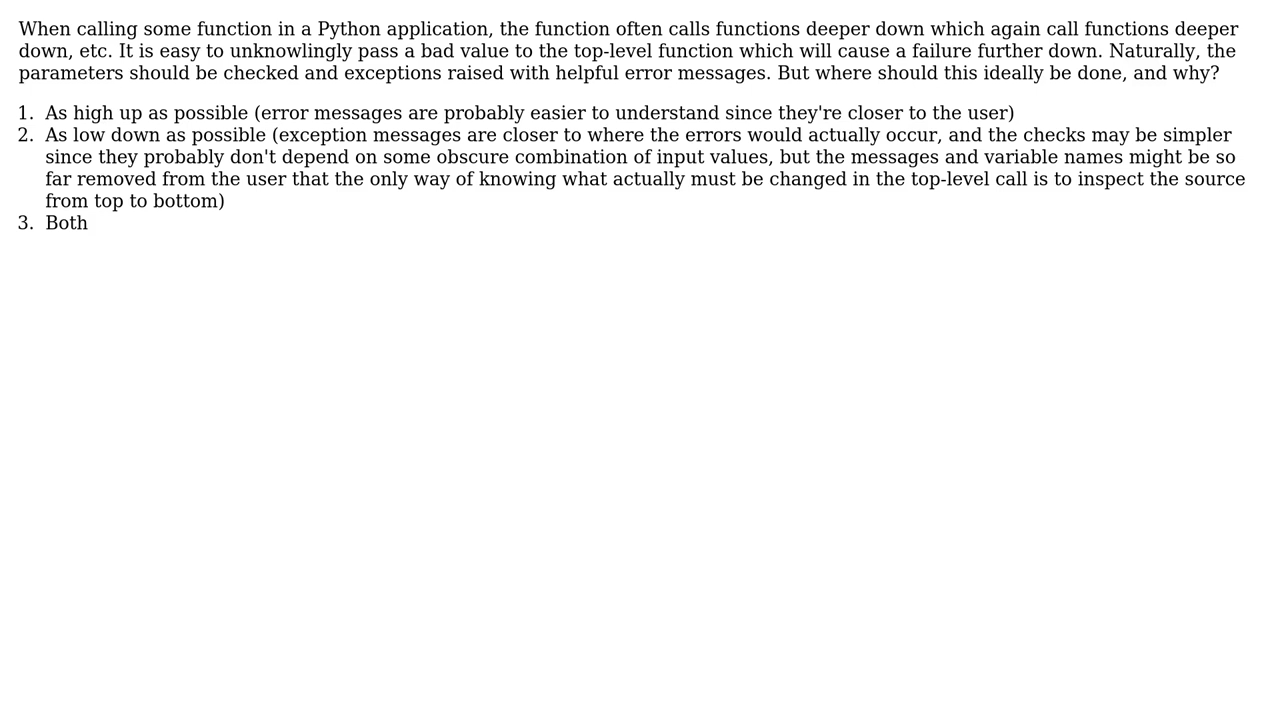 When calling some function in a Python application, the function often calls functions deeper down which again call functions deeper
down, etc. It is easy to unknowlingly pass a bad value to the top-level function which will cause a failure further down. Naturally, the
parameters should be checked and exceptions raised with helpful error messages. But where should this ideally be done, and why?
1. As high up as possible (error messages are probably easier to understand since they're closer to the user)
2. As low down as possible (exception messages are closer to where the errors would actually occur, and the checks may be simpler
since they probably don't depend on some obscure combination of input values, but the messages and variable names might be so
far removed from the user that the only way of knowing what actually must be changed in the top-level call is to inspect the source
from top to bottom)
3. Both